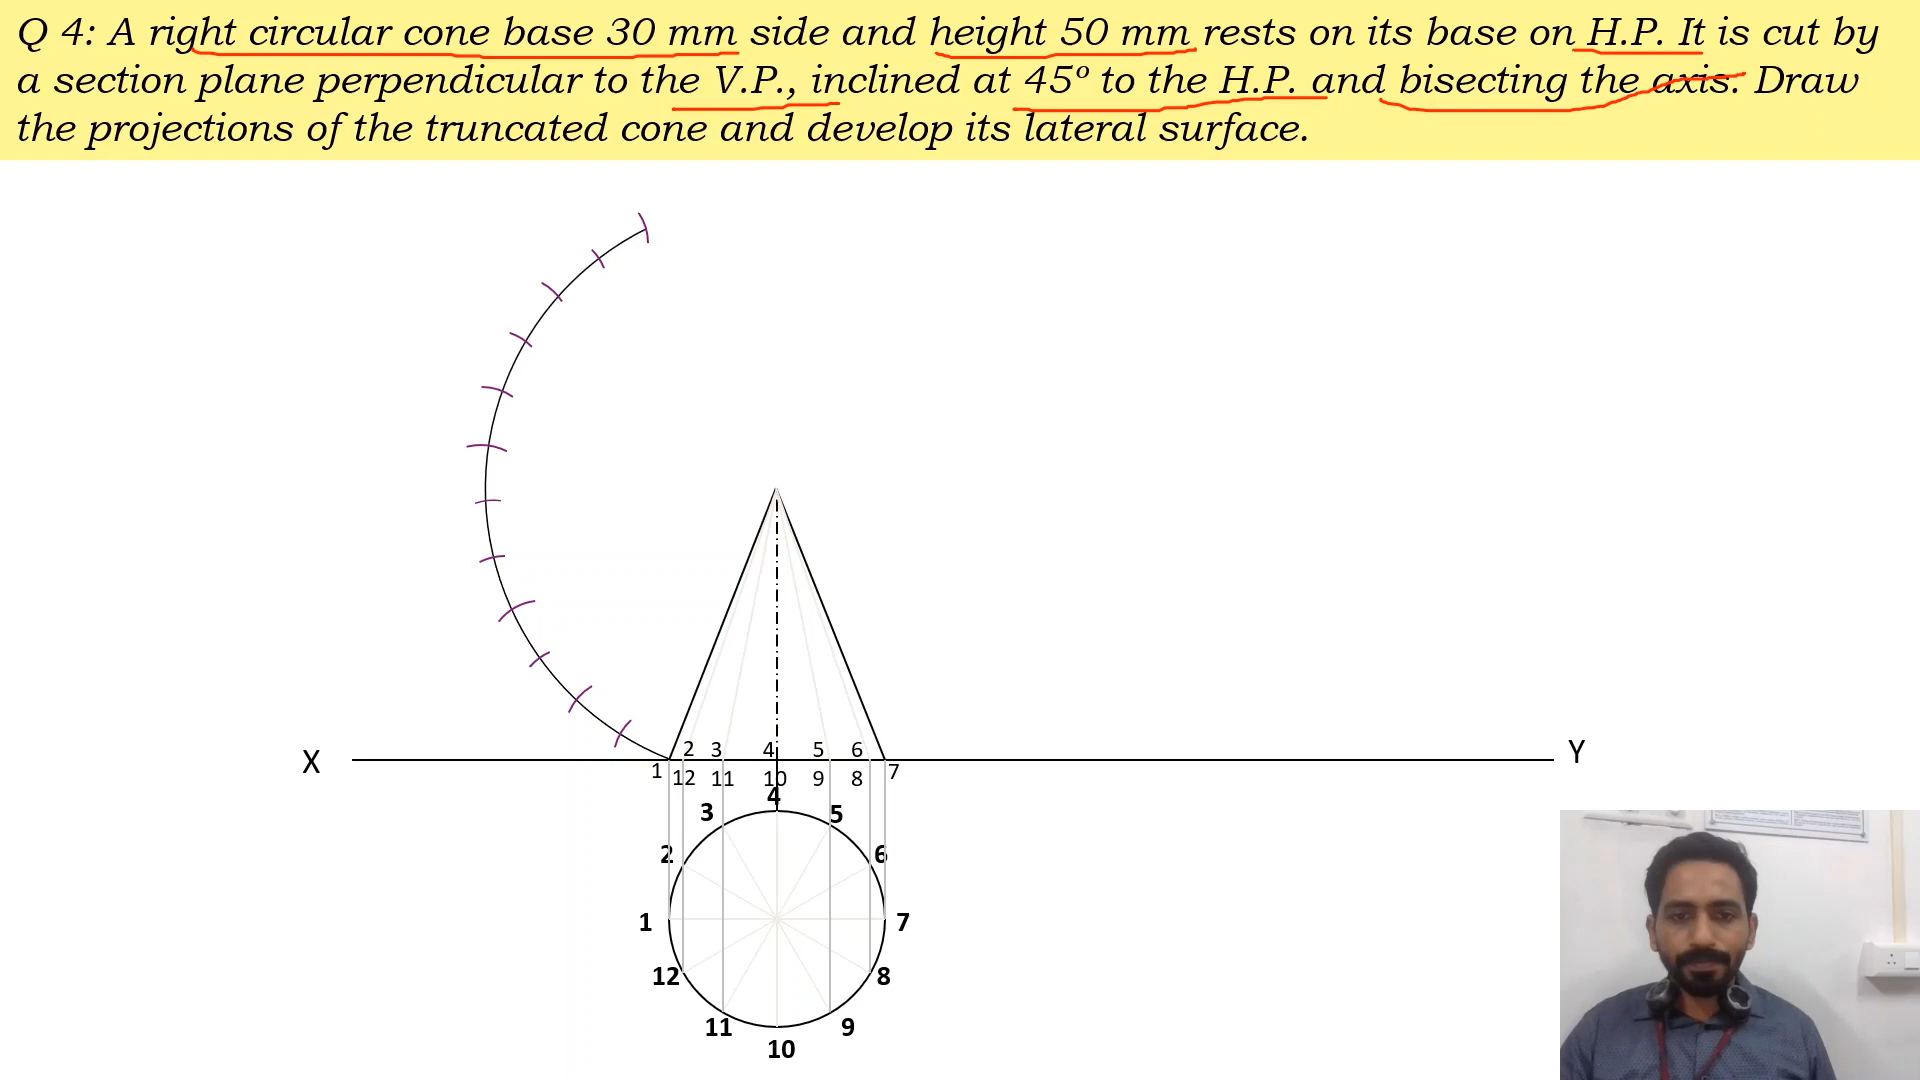 Q 4: A right circular cone base 30 mm side and height 50 mm rests on its base on H.P. It is cut by
a section plane perpendicular to the V.P., inclined at 45º to the H.P. and bisecting the axis. Draw
the projections of the truncated cone and develop its lateral surface.
X
Y
2 3 4 5 6
1 12 11 10 9 8 7
4
3 5
2 6
1 7
12 8
11 9
10